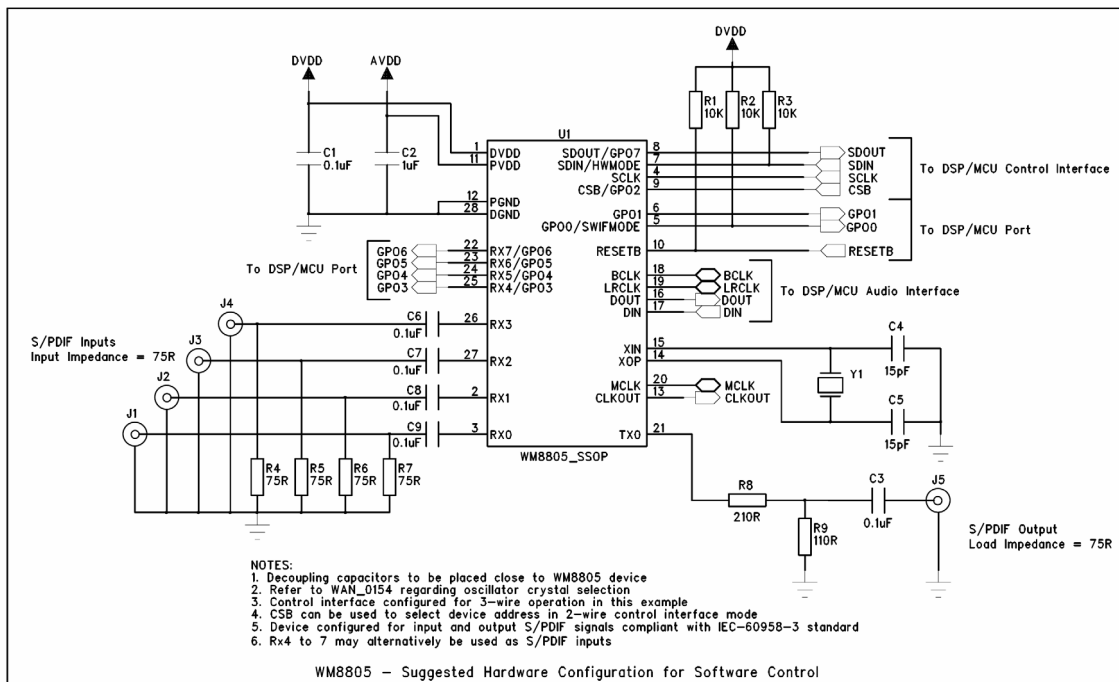 DVDD
AVDD
DVDD
R1 10K
R2 10K
R3 10K
U1
C1 0.1uF
C2 1uF
1 DVDD
11 PVDD
12 PGND
28 DGND
SDOUT/GPO7 8 SDOUT
SDIN/HWMODE 7 SDIN
SCLK 4 SCLK
CSB/GPO2 9 CSB
To DSP/MCU Control Interface
GPO1 6 GPO1
GPO0/SWIFMODE 5 GPO0
RESETB 10 RESETB
To DSP/MCU Port
To DSP/MCU Port
GPO6 22 RX7/GPO6
GPO5 23 RX6/GPO5
GPO4 24 RX5/GPO4
GPO3 25 RX4/GPO3
BCLK 18 BCLK
LRCLK 19 LRCLK
DOUT 16 DOUT
DIN 17 DIN
To DSP/MCU Audio Interface
S/PDIF Inputs
Input Impedance = 75R
J4
C6 0.1uF
26 RX3
J3
C7 0.1uF
27 RX2
J2
C8 0.1uF
2 RX1
J1
C9 0.1uF
3 RX0
R4 75R
R5 75R
R6 75R
R7 75R
XIN 15
XOP 14
C4 15pF
Y1
C5 15pF
MCLK 20 MCLK
CLKOUT 13 CLKOUT
TXO 21
WM8805_SSOP
R8 210R
R9 110R
C3 0.1uF
J5
S/PDIF Output
Load Impedance = 75R
NOTES:
1. Decoupling capacitors to be placed close to WM8805 device
2. Refer to WAN_0154 regarding oscillator crystal selection
3. Control interface configured for 3-wire operation in this example
4. CSB can be used to select device address in 2-wire control interface mode
5. Device configured for input and output S/PDIF signals compliant with IEC-60958-3 standard
6. Rx4 to 7 may alternatively be used as S/PDIF inputs
WM8805 - Suggested Hardware Configuration for Software Control